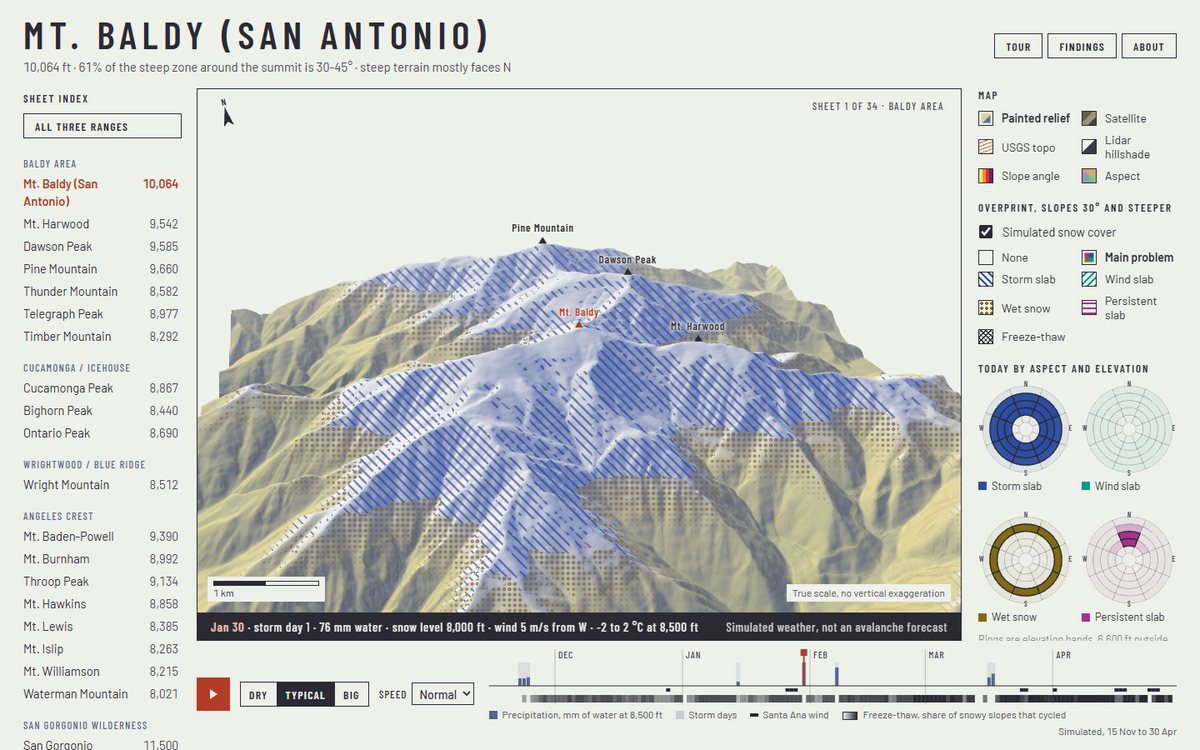 MT. BALDY (SAN ANTONIO)
10,064 ft · 61% of the steep zone around the summit is 30–45° · steep terrain mostly faces N
TOUR
FINDINGS
ABOUT
SHEET INDEX
ALL THREE RANGES
BALDY AREA
Mt. Baldy (San 10,064
Antonio)
Mt. Harwood 9,542
Dawson Peak 9,585
Pine Mountain 9,660
Thunder Mountain 8,582
Telegraph Peak 8,977
Timber Mountain 8,292
CUCAMONGA / ICEHOUSE
Cucamonga Peak 8,867
Bighorn Peak 8,440
Ontario Peak 8,690
WRIGHTWOOD / BLUE RIDGE
Wright Mountain 8,512
ANGELES CREST
Mt. Baden-Powell 9,390
Mt. Burnham 8,992
Throop Peak 9,134
Mt. Hawkins 8,858
Mt. Lewis 8,385
Mt. Islip 8,263
Mt. Williamson 8,215
Waterman Mountain 8,021
SAN GORGONIO WILDERNESS
San Gorgonio 11,500
N
SHEET 1 OF 34 · BALDY AREA
Pine Mountain
Dawson Peak
Mt. Baldy
Mt. Harwood
1 km
True scale, no vertical exaggeration
Jan 30 · storm day 1 · 76 mm water · snow level 8,000 ft · wind 5 m/s from W · -2 to 2 °C at 8,500 ft
Simulated weather, not an avalanche forecast
MAP
Painted relief
Satellite
USGS topo
Lidar
hillshade
Slope angle
Aspect
OVERPRINT, SLOPES 30° AND STEEPER
Simulated snow cover
None
Main problem
Storm slab
Wind slab
Wet snow
Persistent
slab
Freeze-thaw
TODAY BY ASPECT AND ELEVATION
N
W E
S
Storm slab
N
W E
S
Wind slab
N
W E
S
Wet snow
N
W E
S
Persistent slab
Rings are elevation bands, 6,600 ft outside
DRY
TYPICAL
BIG
SPEED
Normal
DEC
JAN
FEB
MAR
APR
Precipitation, mm of water at 8,500 ft
Storm days
Santa Ana wind
Freeze-thaw, share of snowy slopes that cycled
Simulated, 15 Nov to 30 Apr